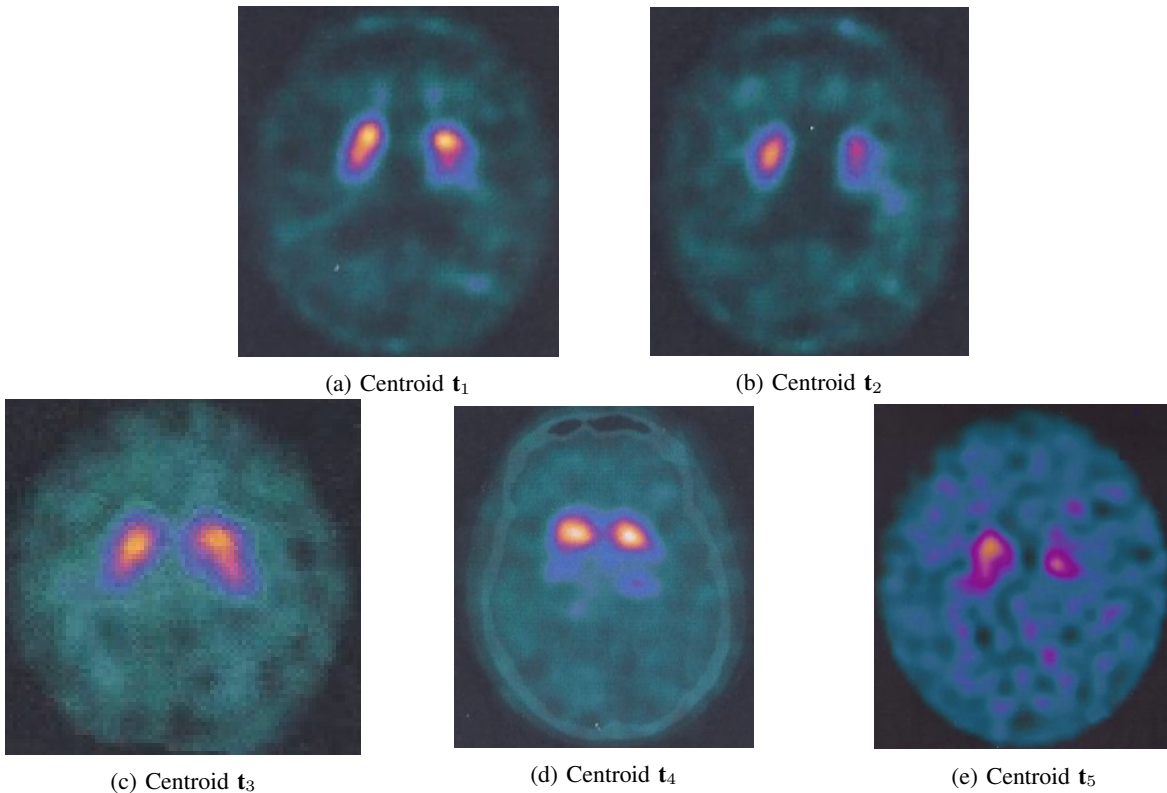 (a) Centroid t₁
(b) Centroid t₂
(c) Centroid t₃
(d) Centroid t₄
(e) Centroid t₅